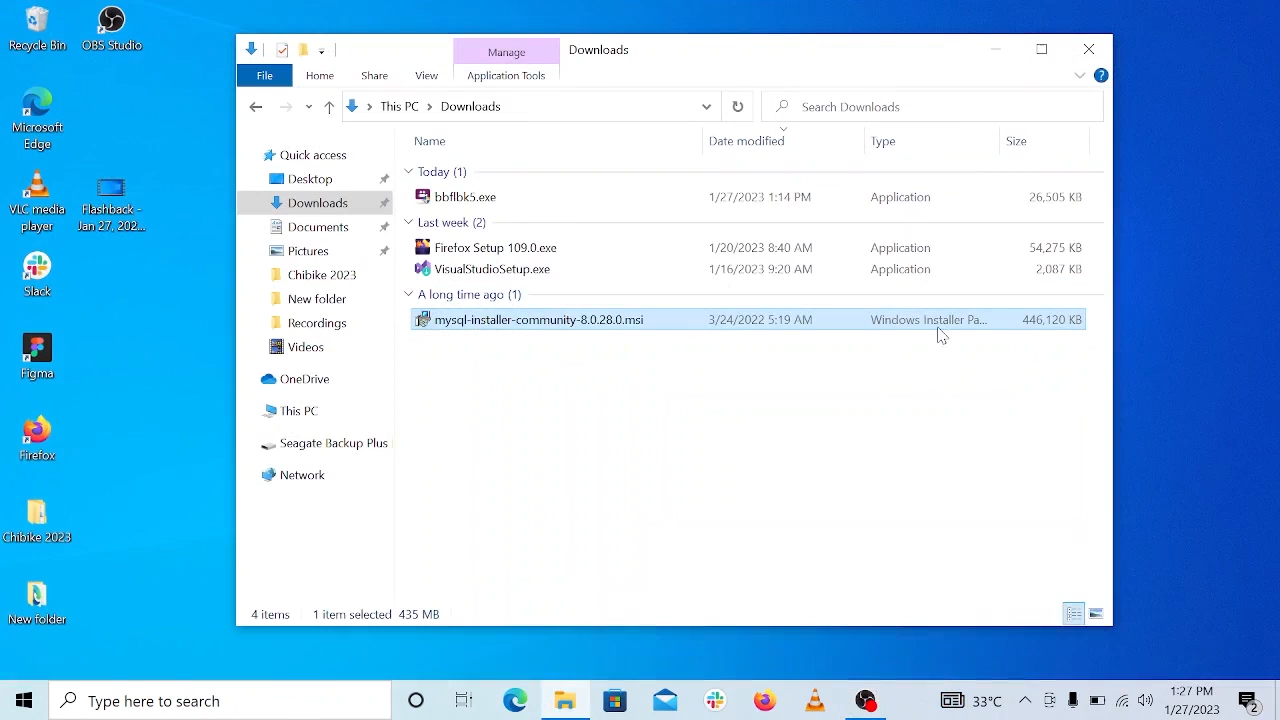 Recycle Bin
OBS Studio
Microsoft
Edge
VLC media
player
Flashback -
Jan 27, 202...
Slack
Figma
Firefox
Chibike 2023
New folder
Manage
Downloads
File
Home
Share
View
Application Tools
This PC
Downloads
Search Downloads
Name
Date modified
Type
Size
Quick access
Desktop
Downloads
Documents
Pictures
Chibike 2023
New folder
Recordings
Videos
OneDrive
This PC
Seagate Backup Plus
Network
Today (1)
bbflbk5.exe 1/27/2023 1:14 PM Application 26,505 KB
Last week (2)
Firefox Setup 109.0.exe 1/20/2023 8:40 AM Application 54,275 KB
VisualStudioSetup.exe 1/16/2023 9:20 AM Application 2,087 KB
A long time ago (1)
mysql-installer-community-8.0.28.0.msi 3/24/2022 5:19 AM Windows Installer Pa... 446,120 KB
4 items 1 item selected 435 MB
Type here to search
33°C
1:27 PM
1/27/2023
2